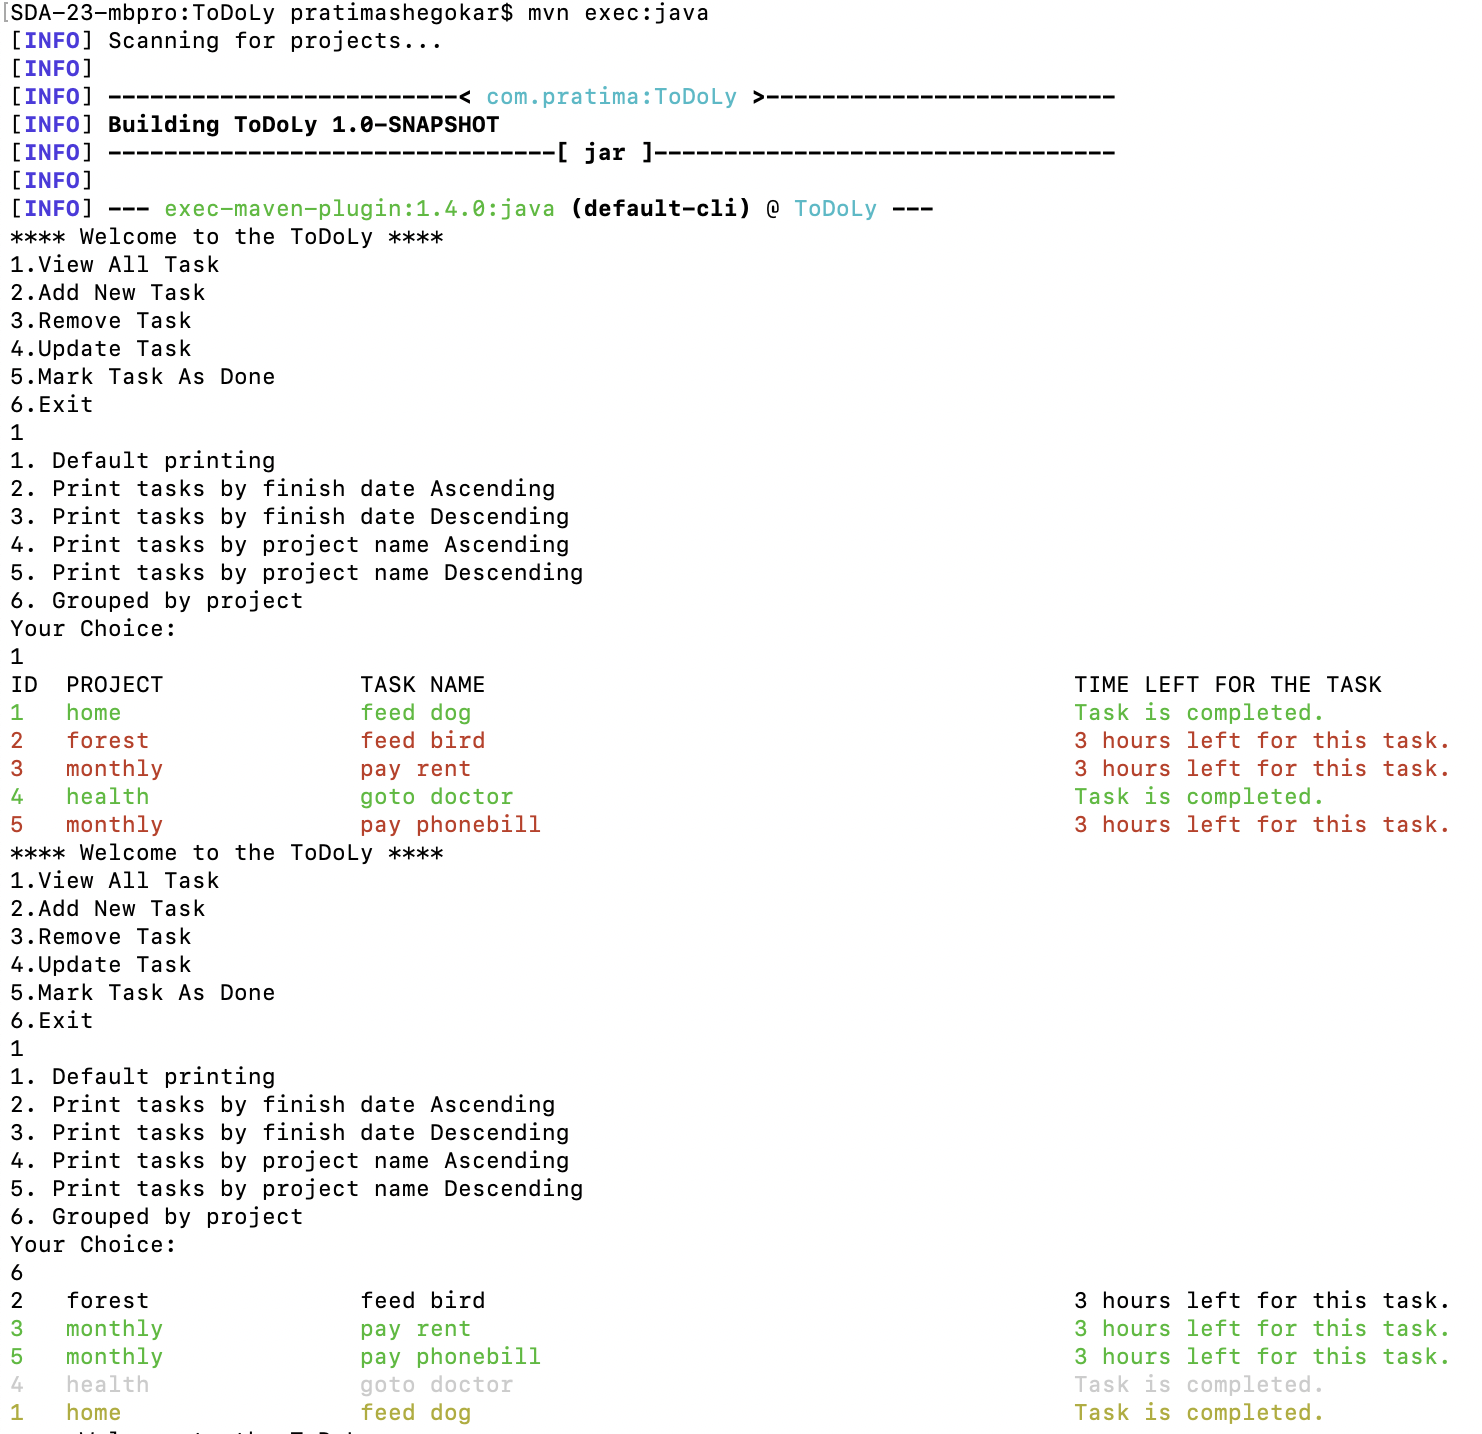 SDA-23-mbpro:ToDoLy pratimashegokar$ mvn exec:java
[INFO] Scanning for projects...
[INFO]
[INFO] -------------------------< com.pratima:ToDoLy >-------------------------
[INFO] Building ToDoLy 1.0-SNAPSHOT
[INFO] --------------------------------[ jar ]---------------------------------
[INFO]
[INFO] --- exec-maven-plugin:1.4.0:java (default-cli) @ ToDoLy ---
**** Welcome to the ToDoLy ****
1.View All Task
2.Add New Task
3.Remove Task
4.Update Task
5.Mark Task As Done
6.Exit
1
1. Default printing
2. Print tasks by finish date Ascending
3. Print tasks by finish date Descending
4. Print tasks by project name Ascending
5. Print tasks by project name Descending
6. Grouped by project
Your Choice:
1
ID  PROJECT              TASK NAME                                          TIME LEFT FOR THE TASK
1   home                 feed dog                                           Task is completed.
2   forest               feed bird                                          3 hours left for this task.
3   monthly              pay rent                                           3 hours left for this task.
4   health               goto doctor                                        Task is completed.
5   monthly              pay phonebill                                      3 hours left for this task.
**** Welcome to the ToDoLy ****
1.View All Task
2.Add New Task
3.Remove Task
4.Update Task
5.Mark Task As Done
6.Exit
1
1. Default printing
2. Print tasks by finish date Ascending
3. Print tasks by finish date Descending
4. Print tasks by project name Ascending
5. Print tasks by project name Descending
6. Grouped by project
Your Choice:
6
2   forest               feed bird                                          3 hours left for this task.
3   monthly              pay rent                                           3 hours left for this task.
5   monthly              pay phonebill                                      3 hours left for this task.
4   health               goto doctor                                        Task is completed.
1   home                 feed dog                                           Task is completed.